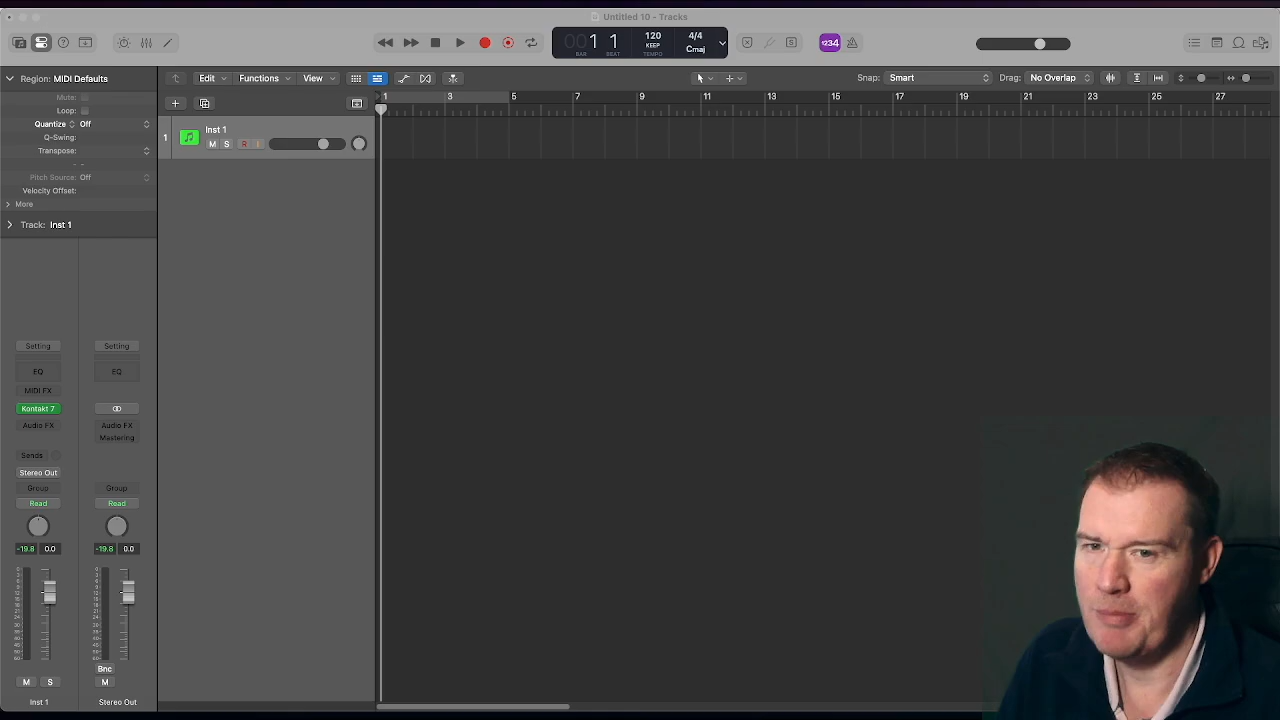 Untitled 10 - Tracks
1 1
BAR BEAT
120
KEEP
TEMPO
4/4
Cmaj
1234
Region: MIDI Defaults
Edit Functions View
Snap: Smart
Drag: No Overlap
Mute:
Loop:
Quantize Off
Q-Swing:
Transpose:
Pitch Source: Off
Velocity Offset:
More
Track: Inst 1
1 3 5 7 9 11 13 15 17 19 21 23 25 27
1
Inst 1
M S R I
Setting Setting
EQ EQ
MIDI FX
Kontakt 7
Audio FX Audio FX
Mastering
Sends
Stereo Out
Group Group
Read Read
-19.8 0.0 -19.8 0.0
Bnc
M S M
Inst 1 Stereo Out